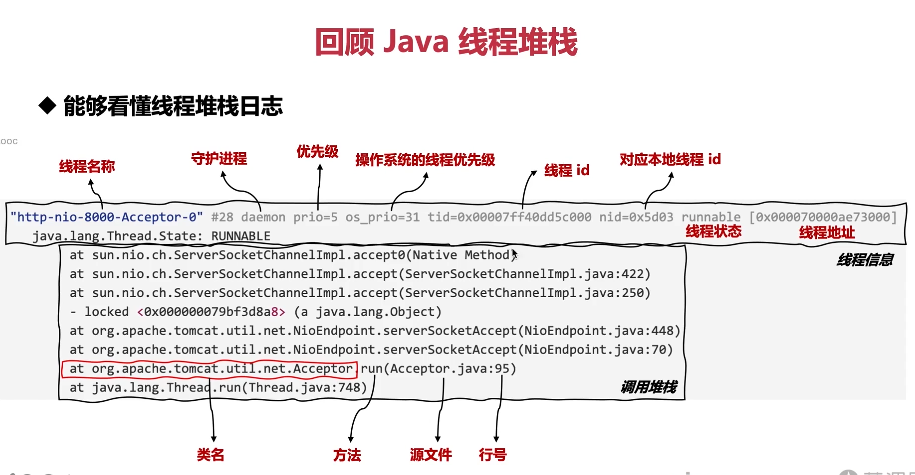 回顾 Java 线程堆栈
◆ 能够看懂线程堆栈日志
ooc
线程名称
守护进程
优先级
操作系统的线程优先级
线程 id
对应本地线程 id
"http-nio-8000-Acceptor-0" #28 daemon prio=5 os_prio=31 tid=0x00007ff40dd5c000 nid=0x5d03 runnable [0x000070000ae73000]
java.lang.Thread.State: RUNNABLE
线程状态
线程地址
线程信息
at sun.nio.ch.ServerSocketChannelImpl.accept0(Native Method)
at sun.nio.ch.ServerSocketChannelImpl.accept(ServerSocketChannelImpl.java:422)
at sun.nio.ch.ServerSocketChannelImpl.accept(ServerSocketChannelImpl.java:250)
- locked <0x000000079bf3d8a8> (a java.lang.Object)
at org.apache.tomcat.util.net.NioEndpoint.serverSocketAccept(NioEndpoint.java:448)
at org.apache.tomcat.util.net.NioEndpoint.serverSocketAccept(NioEndpoint.java:70)
at org.apache.tomcat.util.net.Acceptor.run(Acceptor.java:95)
at java.lang.Thread.run(Thread.java:748)
调用堆栈
类名
方法
源文件
行号